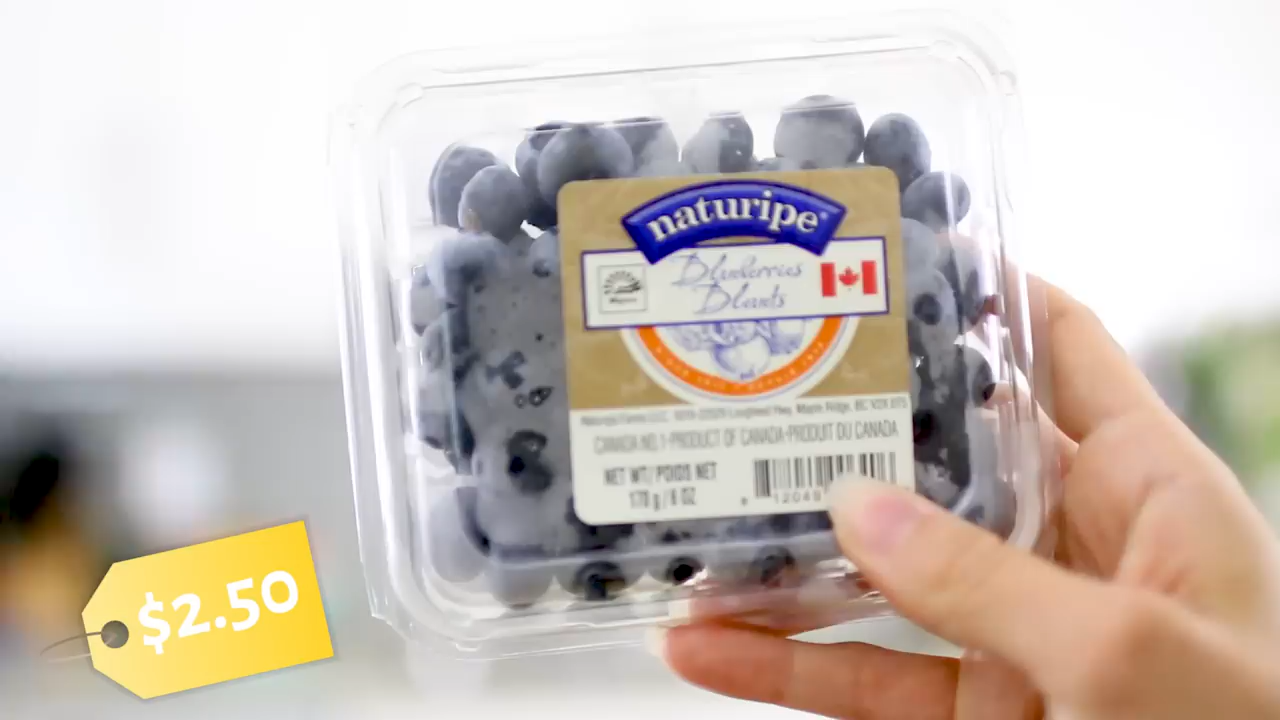 naturipe
Blueberries
Bleuets
CANADA NO.1•PRODUCT OF CANADA•PRODUIT DU CANADA
NET WT/ POIDS NET
170 g / 6 OZ
$2.50